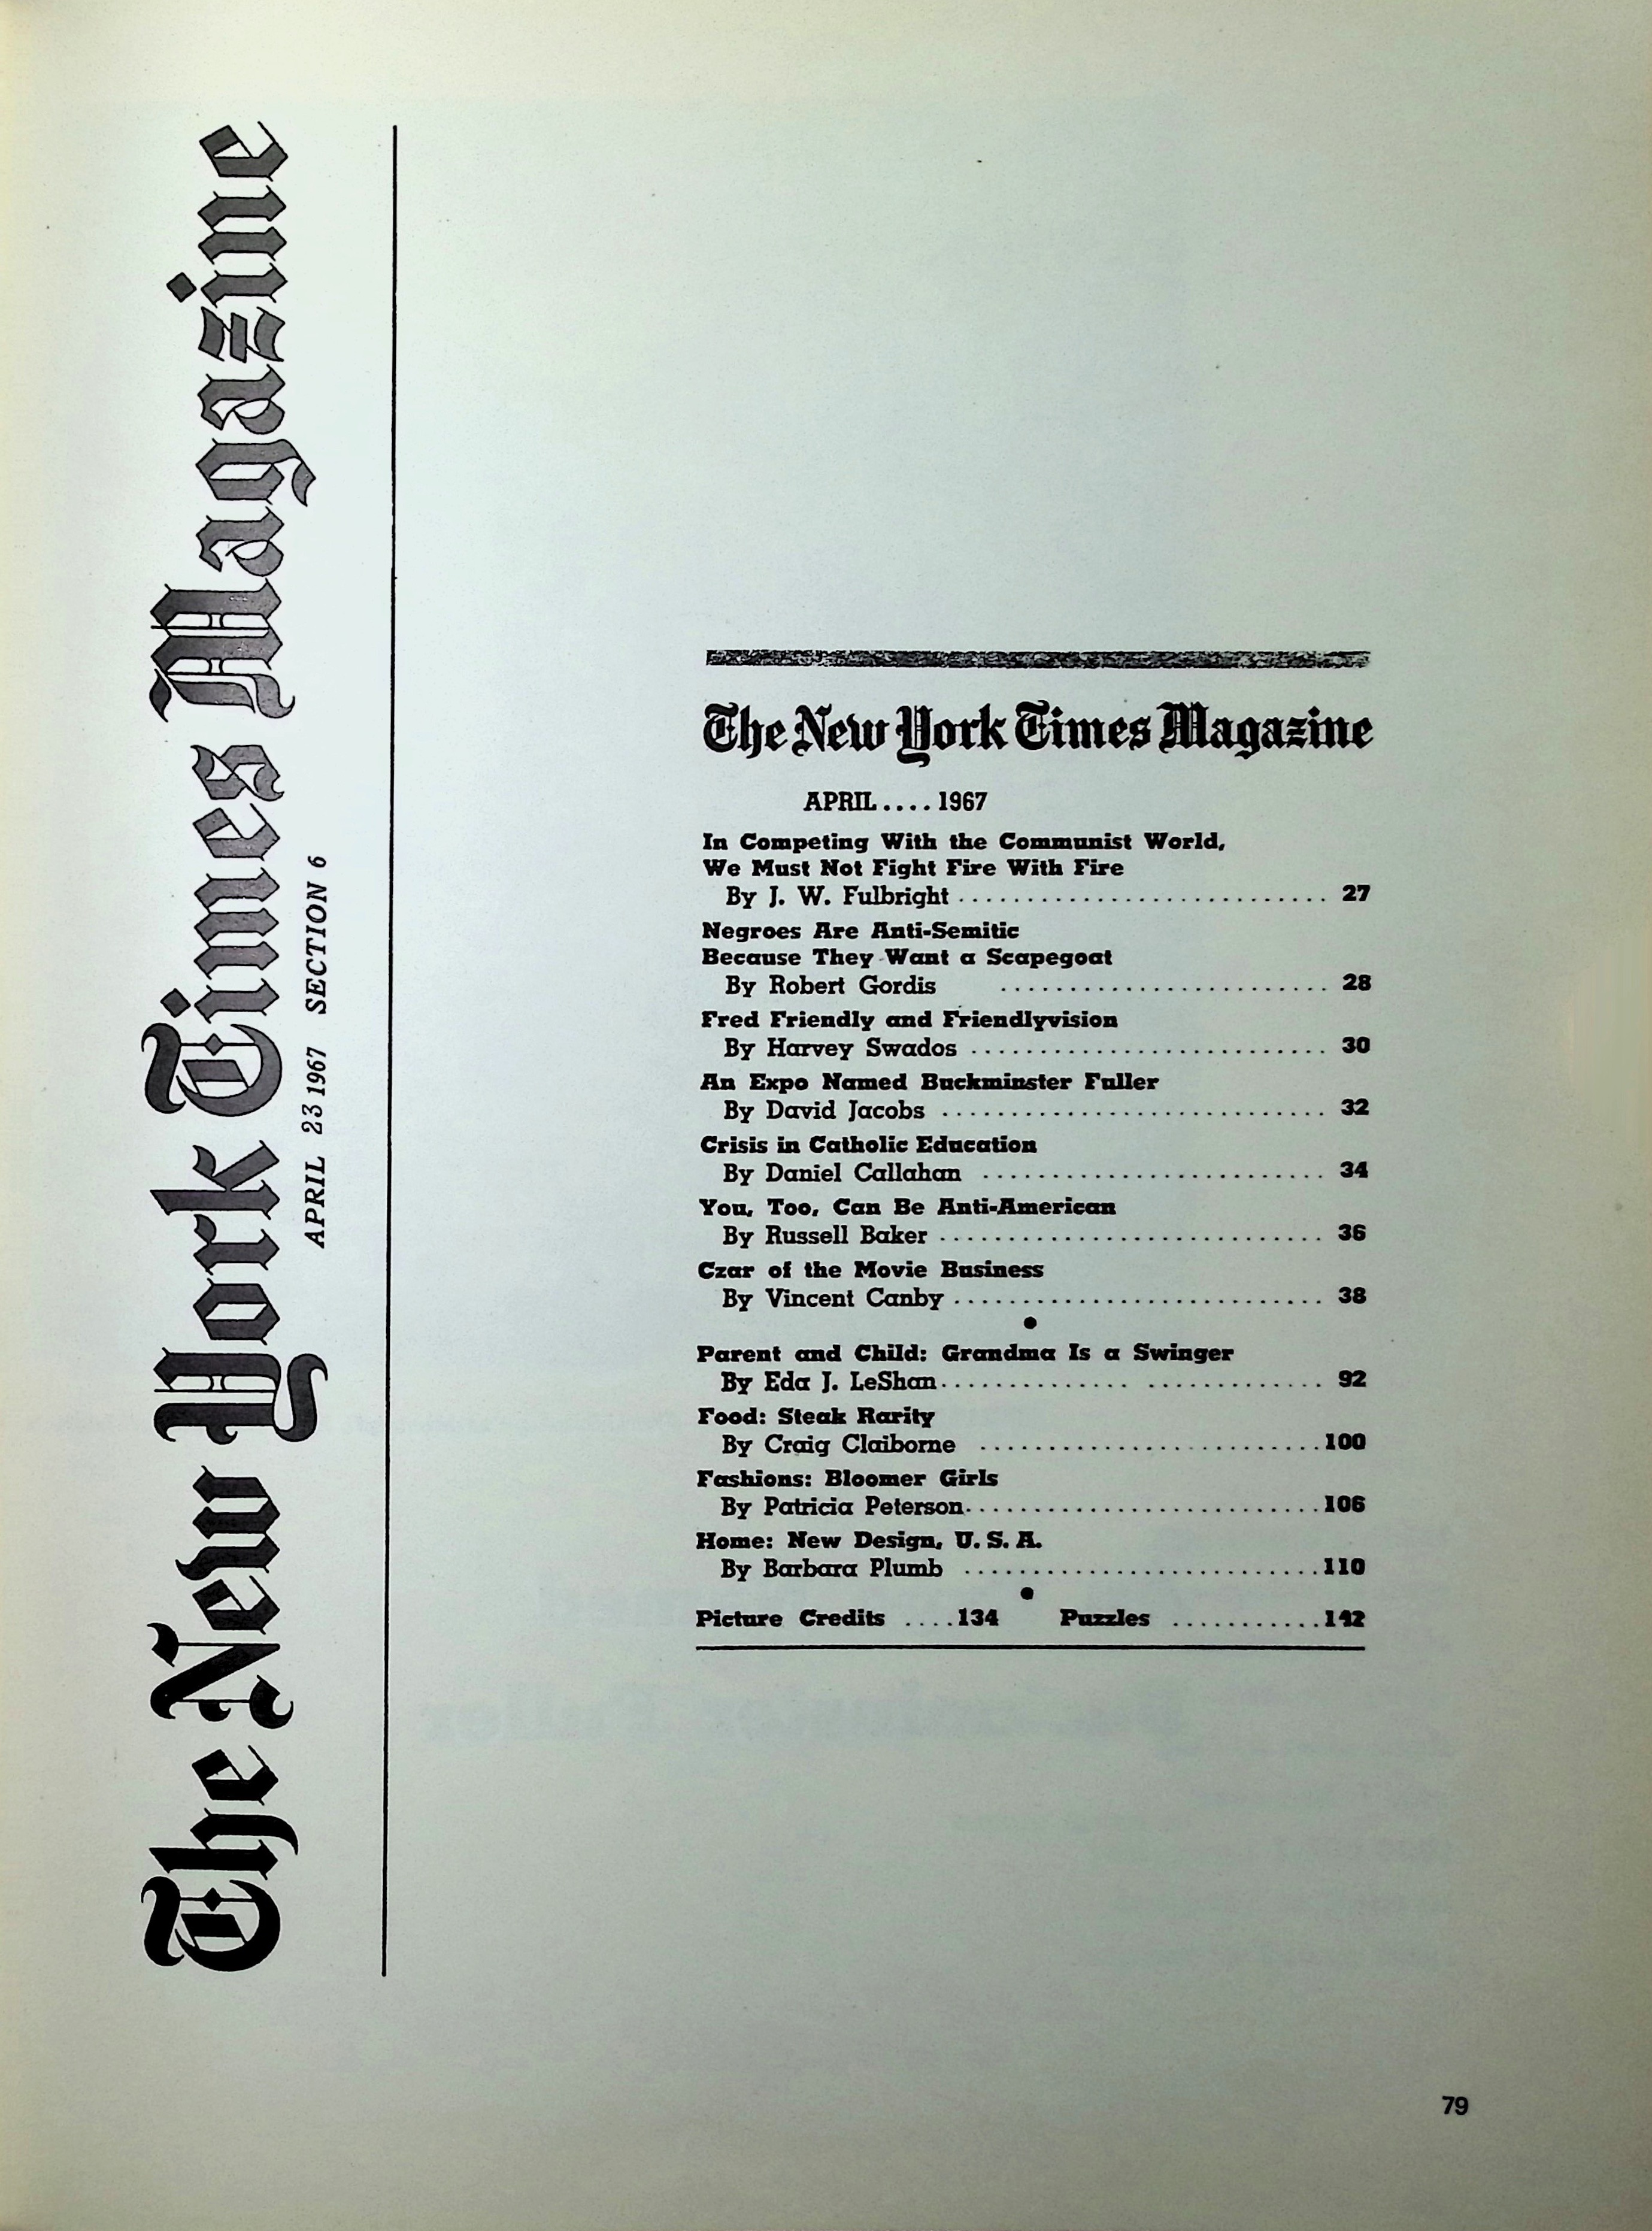 The New York Times Magazine
APRIL 23 1967 SECTION 6
The New York Times Magazine
APRIL.... 1967
In Competing With the Communist World,
We Must Not Fight Fire With Fire
By J. W. Fulbright ........................... 27
Negroes Are Anti-Semitic
Because They Want a Scapegoat
By Robert Gordis ........................ 28
Fred Friendly and Friendlyvision
By Harvey Swados .......................... 30
An Expo Named Buckminster Fuller
By David Jacobs ............................ 32
Crisis in Catholic Education
By Daniel Callahan ......................... 34
You, Too, Can Be Anti-American
By Russell Baker ............................ 36
Czar of the Movie Business
By Vincent Canby ........................... 38
•
Parent and Child: Grandma Is a Swinger
By Eda J. LeShan.............. ............. 92
Food: Steak Rarity
By Craig Claiborne .........................100
Fashions: Bloomer Girls
By Patricia Peterson..........................106
Home: New Design, U. S. A.
By Barbara Plumb ..........................110
•
Picture Credits ....134 Puzzles ...........142
79